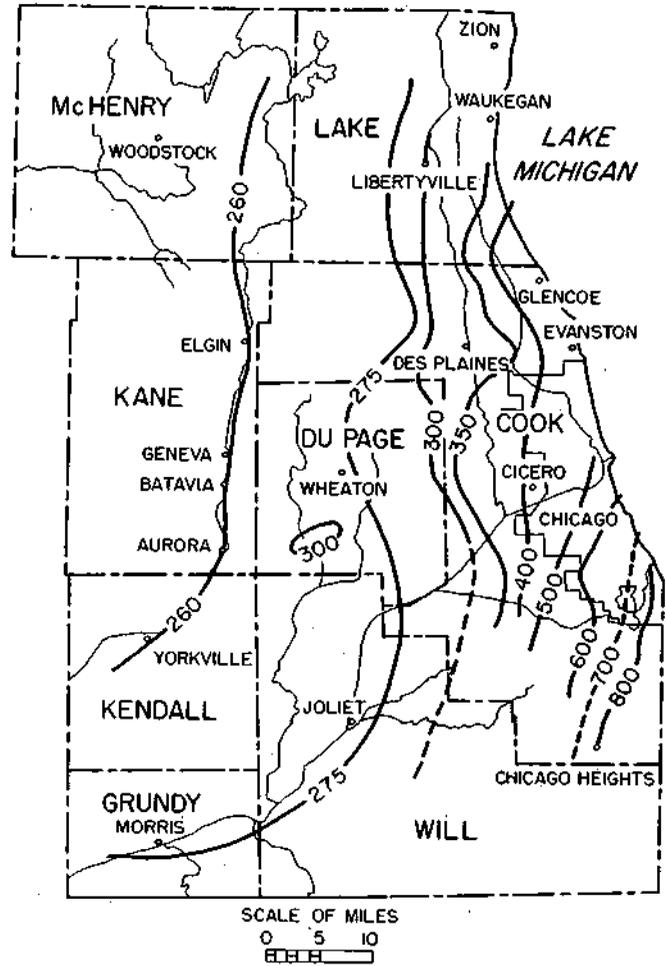 ZION
McHENRY
WAUKEGAN
LAKE
LAKE
MICHIGAN
WOODSTOCK
LIBERTYVILLE
260
GLENCOE
EVANSTON
ELGIN
DES PLAINES
275
KANE
300
350
COOK
DU PAGE
GENEVA
CICERO
BATAVIA
WHEATON
CHICAGO
AURORA
300
400
500
260
600
YORKVILLE
700
800
KENDALL
JOLIET
CHICAGO HEIGHTS
275
GRUNDY
MORRIS
WILL
SCALE OF MILES
0 5 10